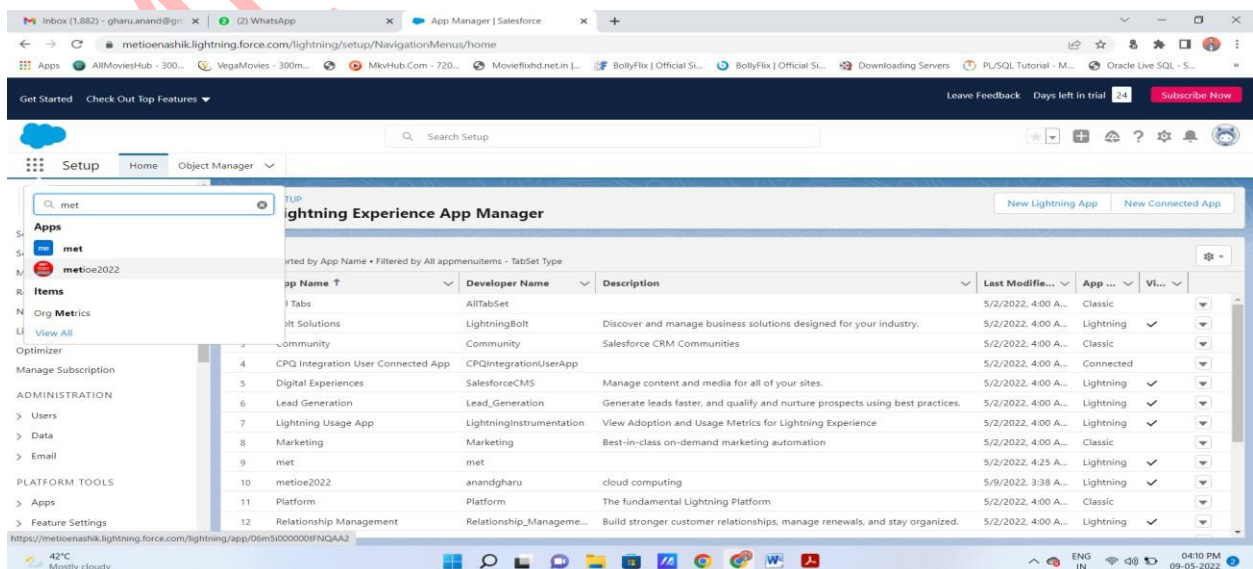 Inbox (1,882) - gharu.anand@gm
(2) WhatsApp
App Manager | Salesforce
metioenashik.lightning.force.com/lightning/setup/NavigationMenus/home
Apps AllMoviesHub - 300... VegaMovies - 300m... MkvHub.Com - 720... Movieflixhd.net.in |... BollyFlix | Official Si... BollyFlix | Official Si... Downloading Servers PL/SQL Tutorial - M... Oracle Live SQL - S... »
Get Started Check Out Top Features Leave Feedback Days left in trial 24 Subscribe Now
Search Setup
Setup Home Object Manager
met
Apps
me met
metioe2022
Items
Org Metrics
View All
Optimizer
Manage Subscription
ADMINISTRATION
Users
Data
Email
PLATFORM TOOLS
Apps
Feature Settings
TUP
ightning Experience App Manager
New Lightning App New Connected App
orted by App Name • Filtered by All appmenuitems - TabSet Type
pp Name Developer Name Description Last Modifie... App ... Vi...
l Tabs AllTabSet 5/2/2022, 4:00 A... Classic
olt Solutions LightningBolt Discover and manage business solutions designed for your industry. 5/2/2022, 4:00 A... Lightning
3 Community Community Salesforce CRM Communities 5/2/2022, 4:00 A... Classic
4 CPQ Integration User Connected App CPQIntegrationUserApp 5/2/2022, 4:00 A... Connected
5 Digital Experiences SalesforceCMS Manage content and media for all of your sites. 5/2/2022, 4:00 A... Lightning
6 Lead Generation Lead_Generation Generate leads faster, and qualify and nurture prospects using best practices. 5/2/2022, 4:00 A... Lightning
7 Lightning Usage App LightningInstrumentation View Adoption and Usage Metrics for Lightning Experience 5/2/2022, 4:00 A... Lightning
8 Marketing Marketing Best-in-class on-demand marketing automation 5/2/2022, 4:00 A... Classic
9 met met 5/2/2022, 4:25 A... Lightning
10 metioe2022 anandgharu cloud computing 5/9/2022, 3:38 A... Lightning
11 Platform Platform The fundamental Lightning Platform 5/2/2022, 4:00 A... Classic
12 Relationship Management Relationship_Manageme... Build stronger customer relationships, manage renewals, and stay organized. 5/2/2022, 4:00 A... Lightning
42°C
Mostly cloudy
ENG
IN
04:10 PM
09-05-2022